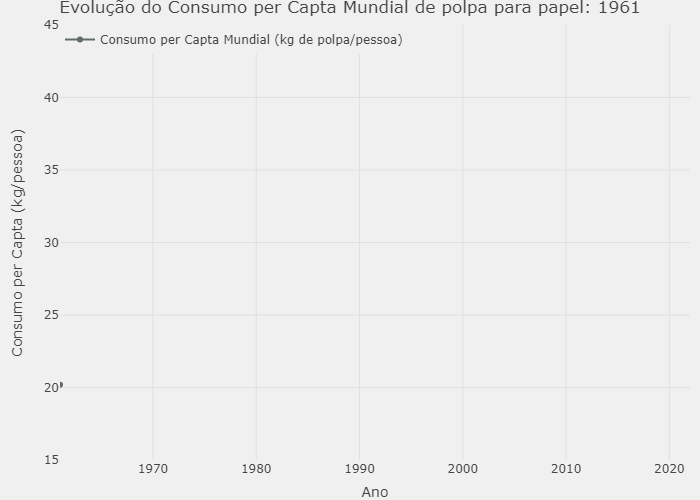 Evolução do Consumo per Capta Mundial de polpa para papel: 1961
Consumo per Capta Mundial (kg de polpa/pessoa)
Consumo per Capta (kg/pessoa)
45
40
35
30
25
20
15
1970 1980 1990 2000 2010 2020
Ano